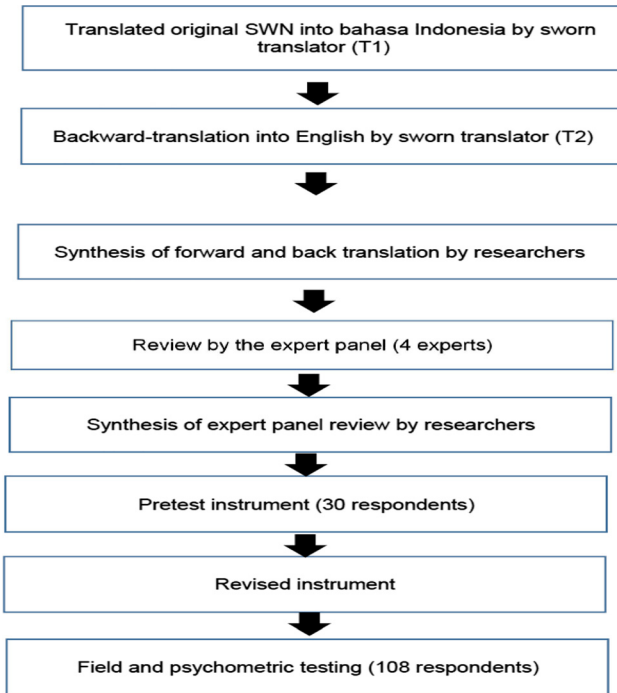 Translated original SWN into bahasa Indonesia by sworn
translator (T1)
Backward-translation into English by sworn translator (T2)
Synthesis of forward and back translation by researchers
Review by the expert panel (4 experts)
Synthesis of expert panel review by researchers
Pretest instrument (30 respondents)
Revised instrument
Field and psychometric testing (108 respondents)